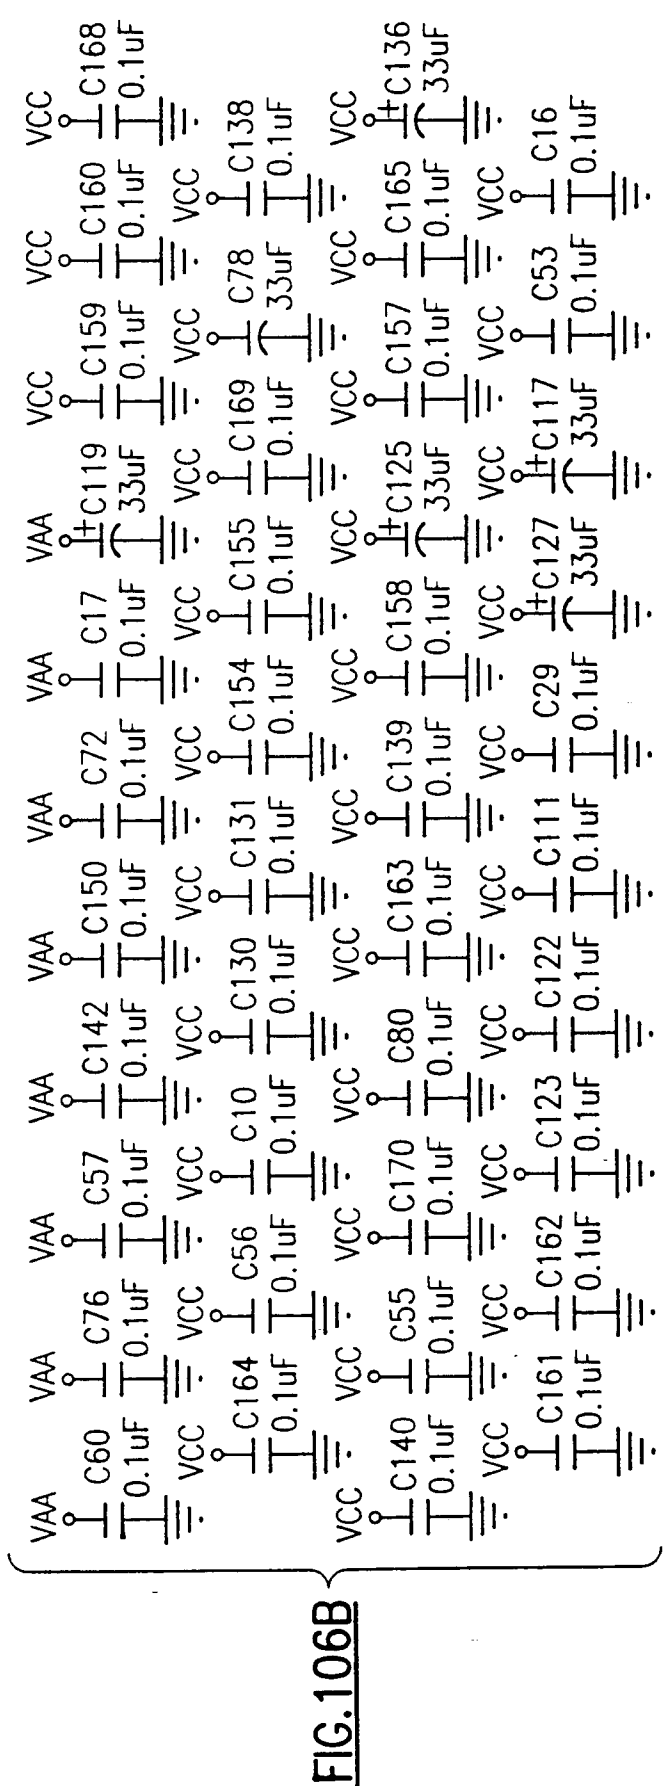 FIG.106B
VAA
C60
0.1uF
VAA
C76
0.1uF
VAA
C57
0.1uF
VAA
C142
0.1uF
VAA
C150
0.1uF
VAA
C72
0.1uF
VAA
C17
0.1uF
VAA
+C119
33uF
VCC
C159
0.1uF
VCC
C160
0.1uF
VCC
C168
0.1uF
VCC
C164
0.1uF
VCC
C56
0.1uF
VCC
C10
0.1uF
VCC
C130
0.1uF
VCC
C131
0.1uF
VCC
C154
0.1uF
VCC
C155
0.1uF
VCC
C169
0.1uF
VCC
C78
33uF
VCC
C138
0.1uF
VCC
C140
0.1uF
VCC
C55
0.1uF
VCC
C170
0.1uF
VCC
C80
0.1uF
VCC
C163
0.1uF
VCC
C139
0.1uF
VCC
C158
0.1uF
VCC
+C125
33uF
VCC
C157
0.1uF
VCC
C165
0.1uF
VCC
+C136
33uF
VCC
C161
0.1uF
VCC
C162
0.1uF
VCC
C123
0.1uF
VCC
C122
0.1uF
VCC
C111
0.1uF
VCC
C29
0.1uF
VCC
+C127
33uF
VCC
+C117
33uF
VCC
C53
0.1uF
VCC
C16
0.1uF